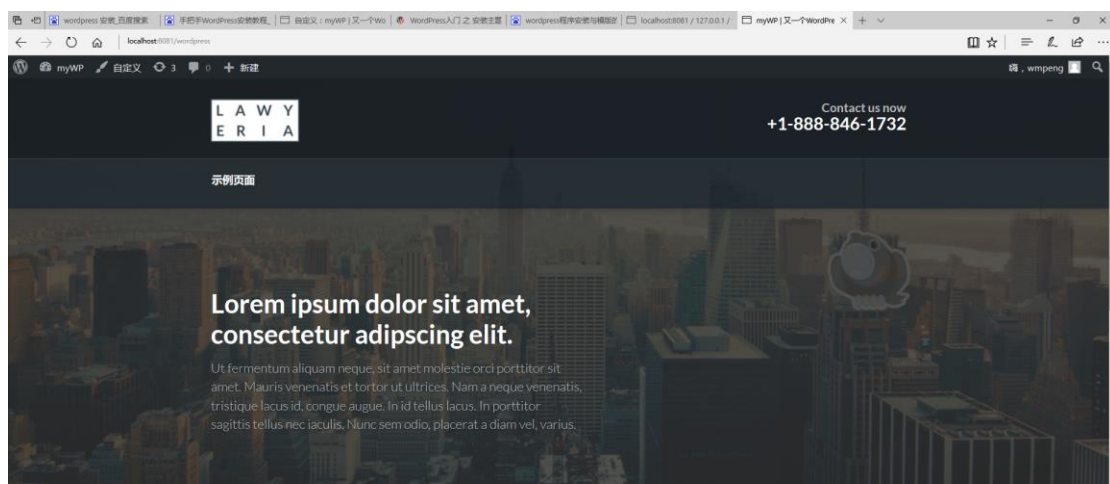 wordpress 安装_百度搜索
手把手WordPress安装教程_
自定义:myWP | 又一个Wo
WordPress入门 之 安装主题
wordpress程序安装与模版的
localhost:8081 / 127.0.0.1 /
myWP | 又一个WordPre
localhost:8081/wordpress
myWP
自定义
3
0
新建
嗨,wmpeng
LAWY
ERIA
Contact us now
+1-888-846-1732
示例页面
Lorem ipsum dolor sit amet,
consectetur adipscing elit.
Ut fermentum aliquam neque, sit amet molestie orci porttitor sit
amet. Mauris venenatis et tortor ut ultrices. Nam a neque venenatis,
tristique lacus id, congue augue. In id tellus lacus. In porttitor
sagittis tellus nec iaculis. Nunc sem odio, placerat a diam vel, varius.